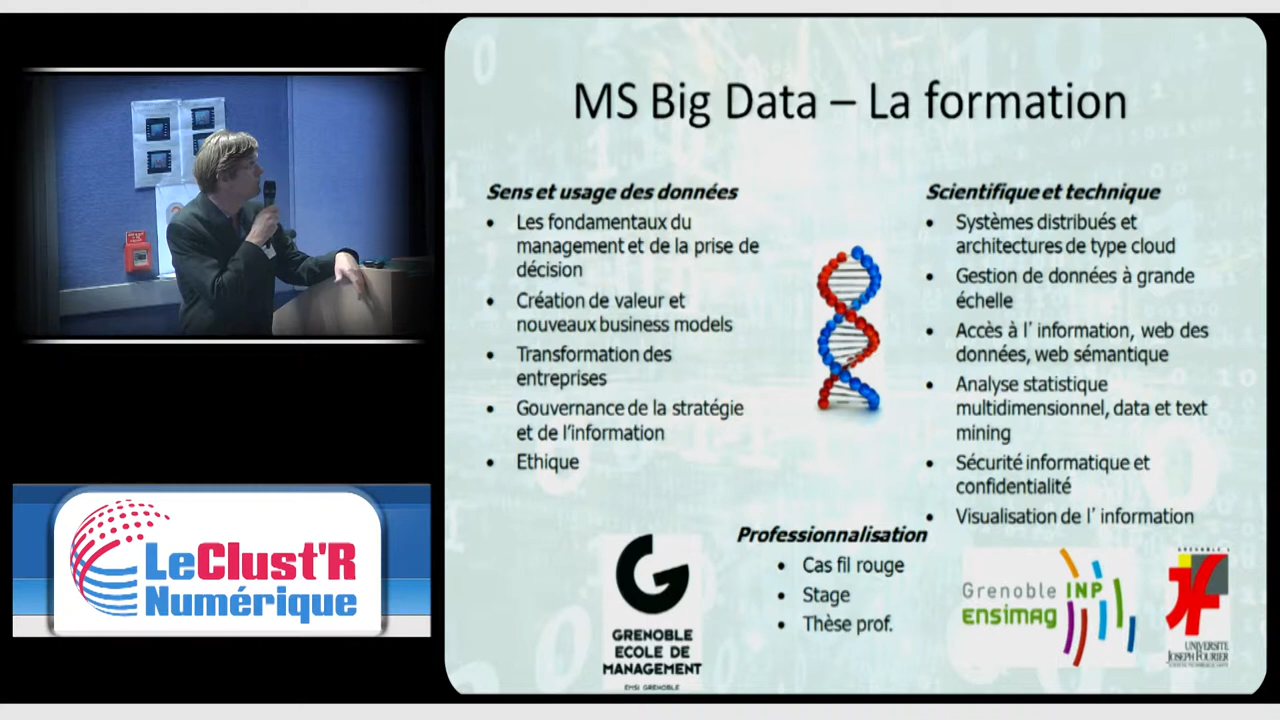 MS Big Data – La formation
Sens et usage des données
• Les fondamentaux du
management et de la prise de
décision
• Création de valeur et
nouveaux business models
• Transformation des
entreprises
• Gouvernance de la stratégie
et de l'information
• Ethique
Scientifique et technique
• Systèmes distribués et
architectures de type cloud
• Gestion de données à grande
échelle
• Accès à l' information, web des
données, web sémantique
• Analyse statistique
multidimensionnel, data et text
mining
• Sécurité informatique et
confidentialité
• Visualisation de l' information
Professionnalisation
• Cas fil rouge
• Stage
• Thèse prof.
GRENOBLE
ECOLE DE
MANAGEMENT
EMSI GRENOBLE
Grenoble INP
ENSIMAG
GRENOBLE 1
UNIVERSITE
JOSEPH FOURIER
LeClust'R
Numérique